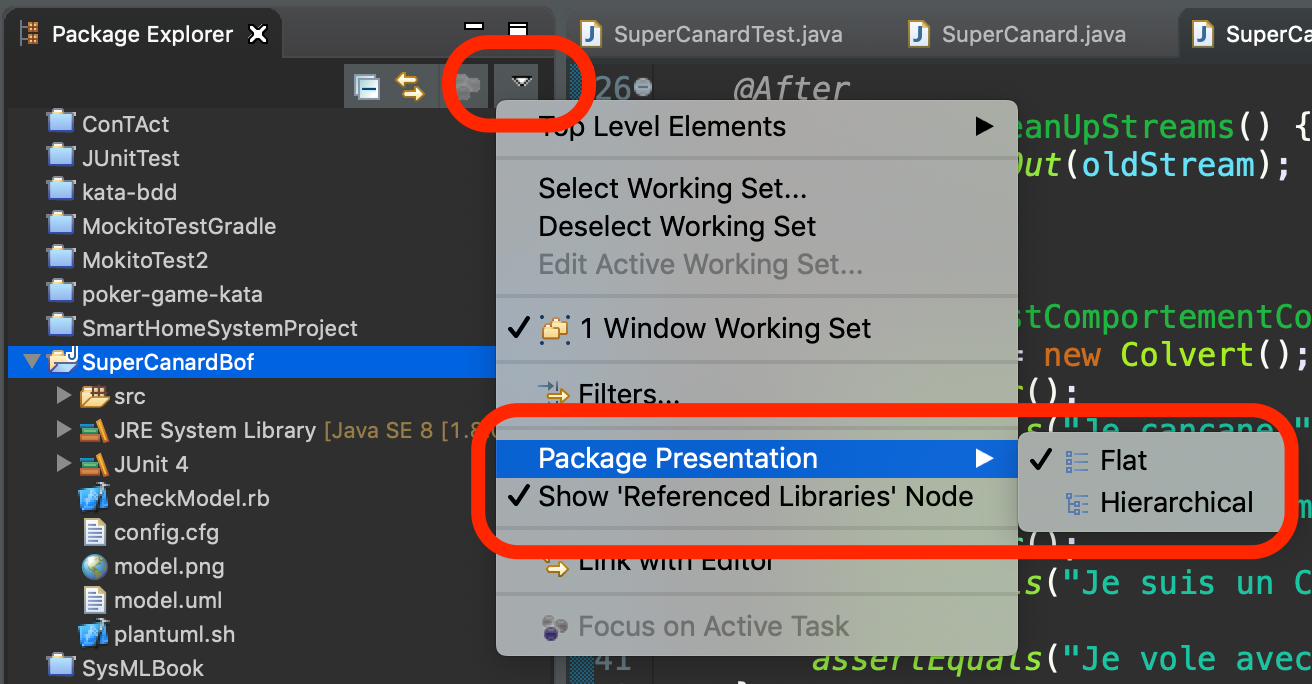 Package Explorer
SuperCanardTest.java
SuperCanard.java
SuperCa
ConTAct
JUnitTest
kata-bdd
MockitoTestGradle
MokitoTest2
poker-game-kata
SmartHomeSystemProject
SuperCanardBof
src
JRE System Library [Java SE 8 [1.8.
JUnit 4
checkModel.rb
config.cfg
model.png
model.uml
plantuml.sh
SysMLBook
Top Level Elements
Select Working Set...
Deselect Working Set
Edit Active Working Set...
1 Window Working Set
Filters...
Package Presentation
Show 'Referenced Libraries' Node
Link with Editor
Focus on Active Task
Flat
Hierarchical
26 @After
eanUpStreams() {
Out(oldStream);
stComportementCo
= new Colvert();
r();
s("Je cancane"
r();
s("Je suis un C
41 assertEquals("Je vole avec
}